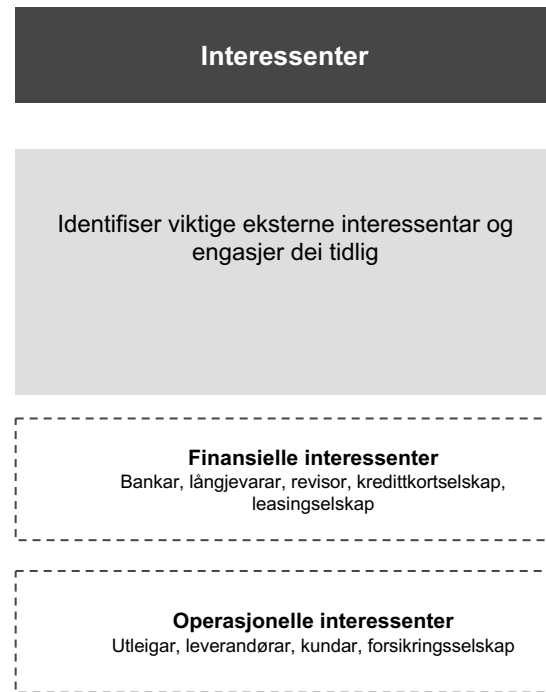 Interessenter
Identifiser viktige eksterne interessentar og
engasjer dei tidlig
Finansielle interessenter
Bankar, långjevarar, revisor, kredittkortselskap,
leasingselskap
Operasjonelle interessenter
Utleigar, leverandørar, kundar, forsikringsselskap